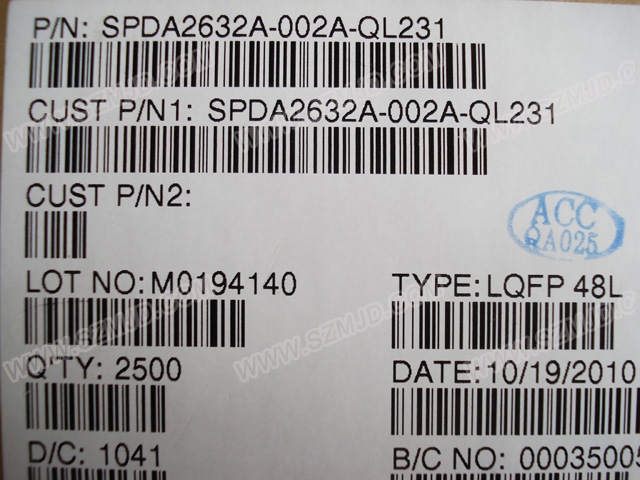 P/N: SPDA2632A-002A-QL231
CUST P/N1: SPDA2632A-002A-QL231
CUST P/N2:
ACC
QA025
LOT NO: M0194140
TYPE: LQFP 48L
Q'TY: 2500
DATE: 10/19/2010
D/C: 1041
B/C NO: 00035005
WWW.SZMJD.COM